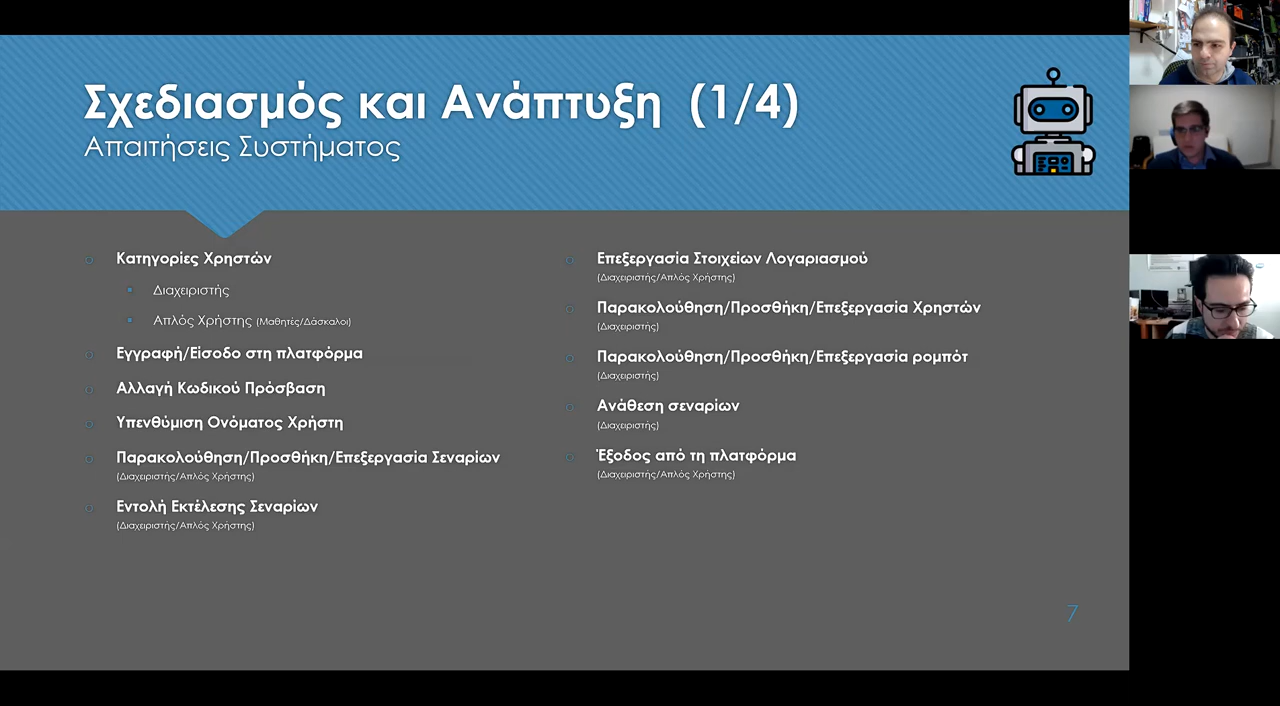 Σχεδιασμός και Ανάπτυξη (1/4)
Απαιτήσεις Συστήματος
Κατηγορίες Χρηστών
Διαχειριστής
Απλός Χρήστης (Μαθητές/Δάσκαλοι)
Εγγραφή/Είσοδο στη πλατφόρμα
Αλλαγή Κωδικού Πρόσβαση
Υπενθύμιση Ονόματος Χρήστη
Παρακολούθηση/Προσθήκη/Επεξεργασία Σεναρίων
(Διαχειριστής/Απλός Χρήστης)
Εντολή Εκτέλεσης Σεναρίων
(Διαχειριστής/Απλός Χρήστης)
Επεξεργασία Στοιχείων Λογαριασμού
(Διαχειριστής/Απλός Χρήστης)
Παρακολούθηση/Προσθήκη/Επεξεργασία Χρηστών
(Διαχειριστής)
Παρακολούθηση/Προσθήκη/Επεξεργασία ρομπότ
(Διαχειριστής)
Ανάθεση σεναρίων
(Διαχειριστής)
Έξοδος από τη πλατφόρμα
(Διαχειριστής/Απλός Χρήστης)
7